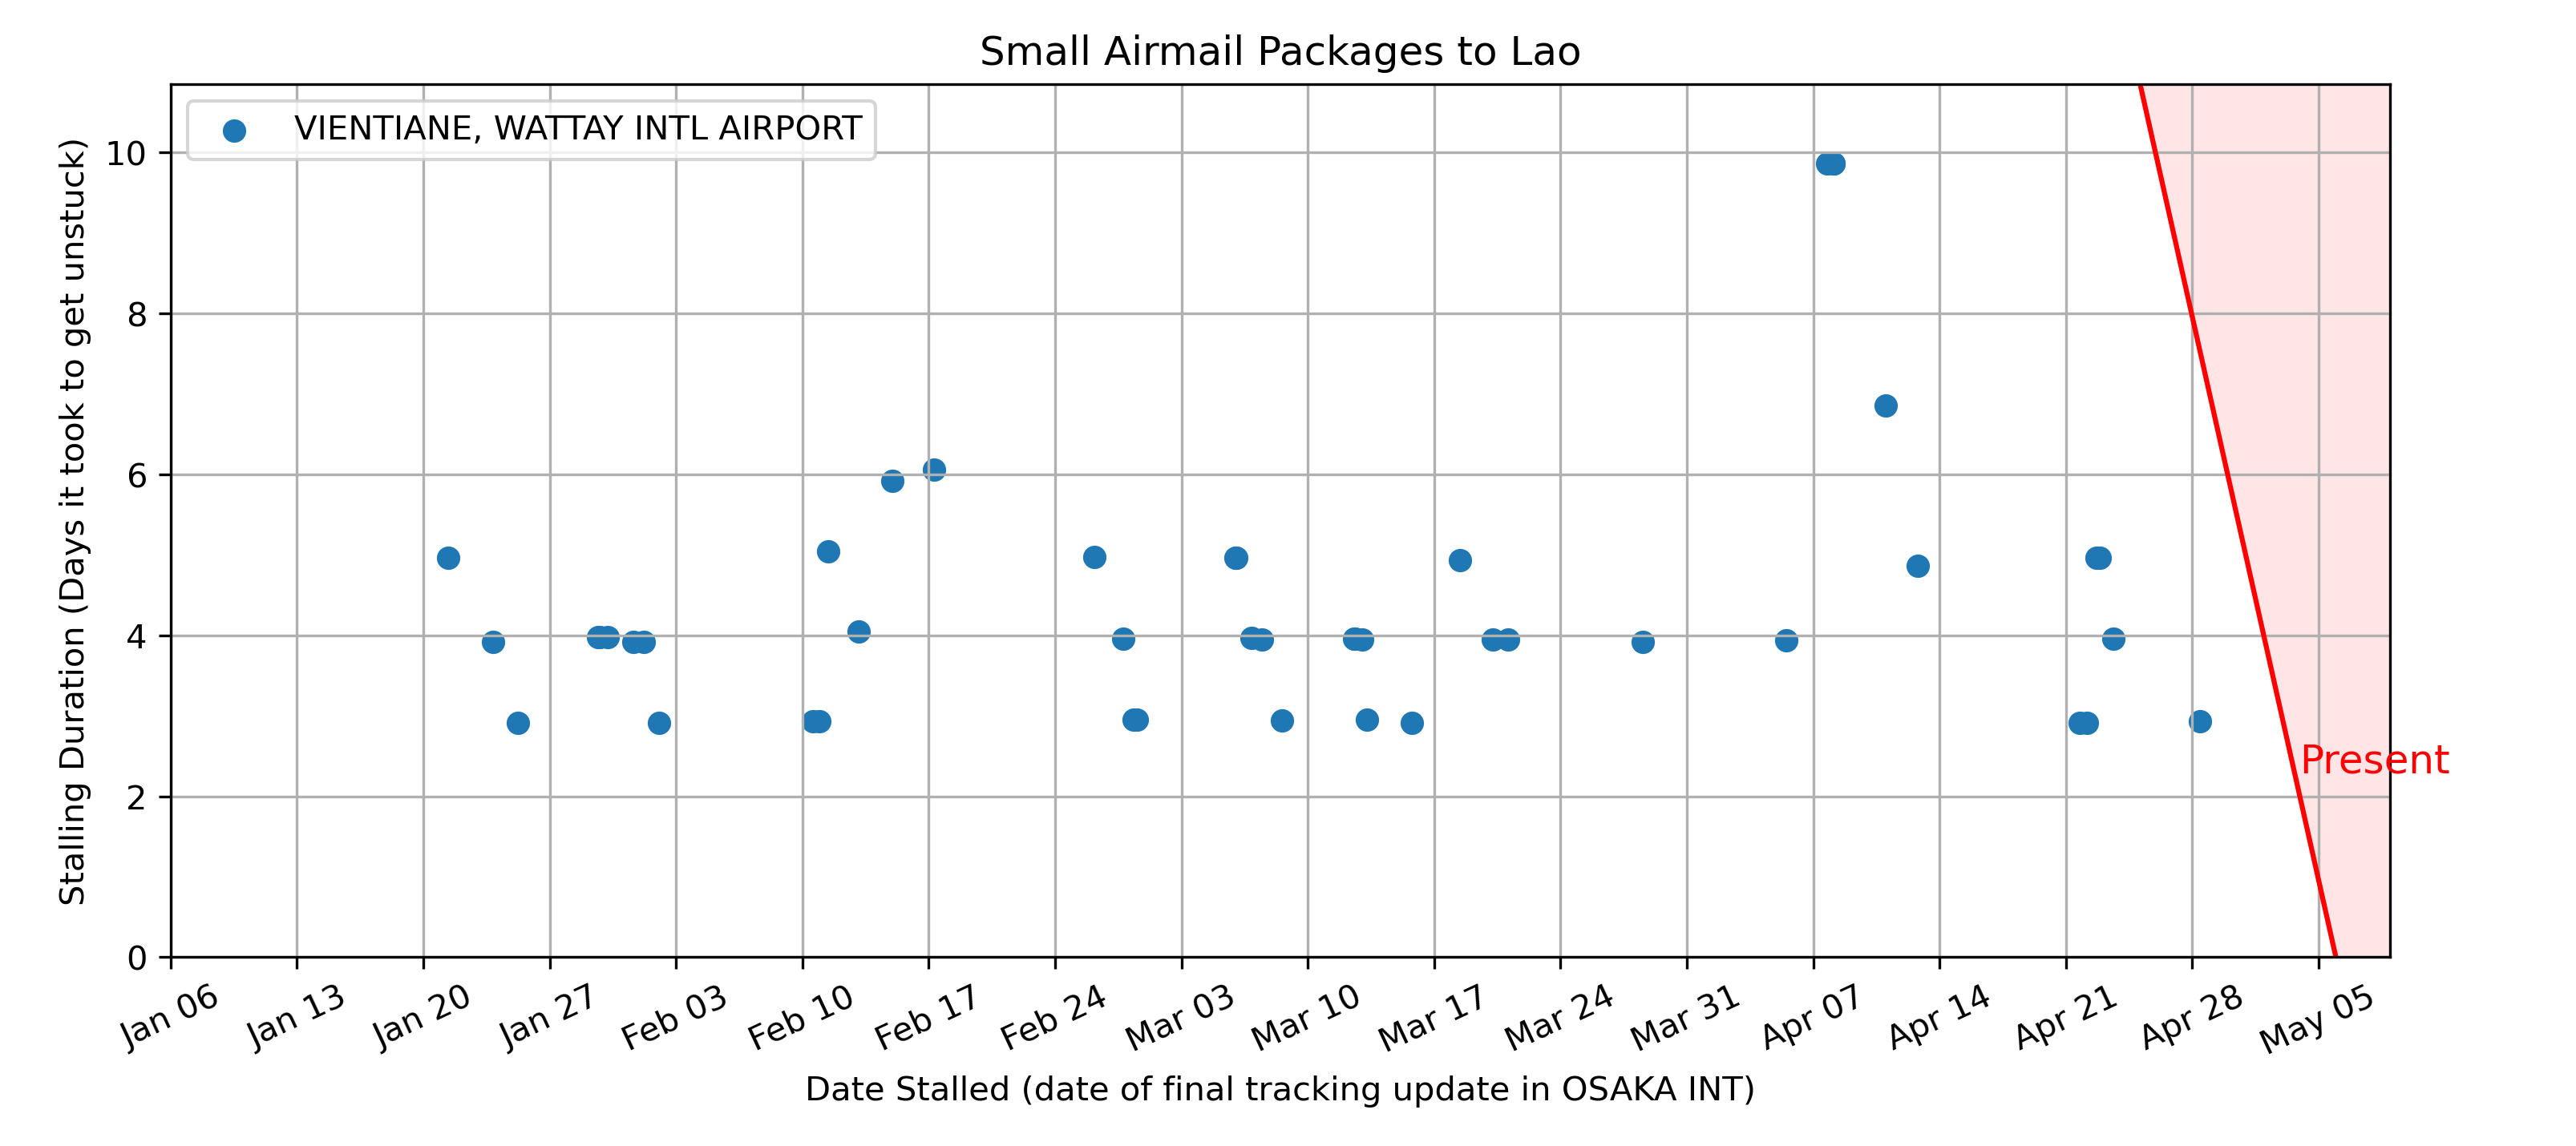 Small Airmail Packages to Lao
VIENTIANE, WATTAY INTL AIRPORT
Stalling Duration (Days it took to get unstuck)
10
8
6
4
2
0
Present
Jan 06 Jan 13 Jan 20 Jan 27 Feb 03 Feb 10 Feb 17 Feb 24 Mar 03 Mar 10 Mar 17 Mar 24 Mar 31 Apr 07 Apr 14 Apr 21 Apr 28 May 05
Date Stalled (date of final tracking update in OSAKA INT)